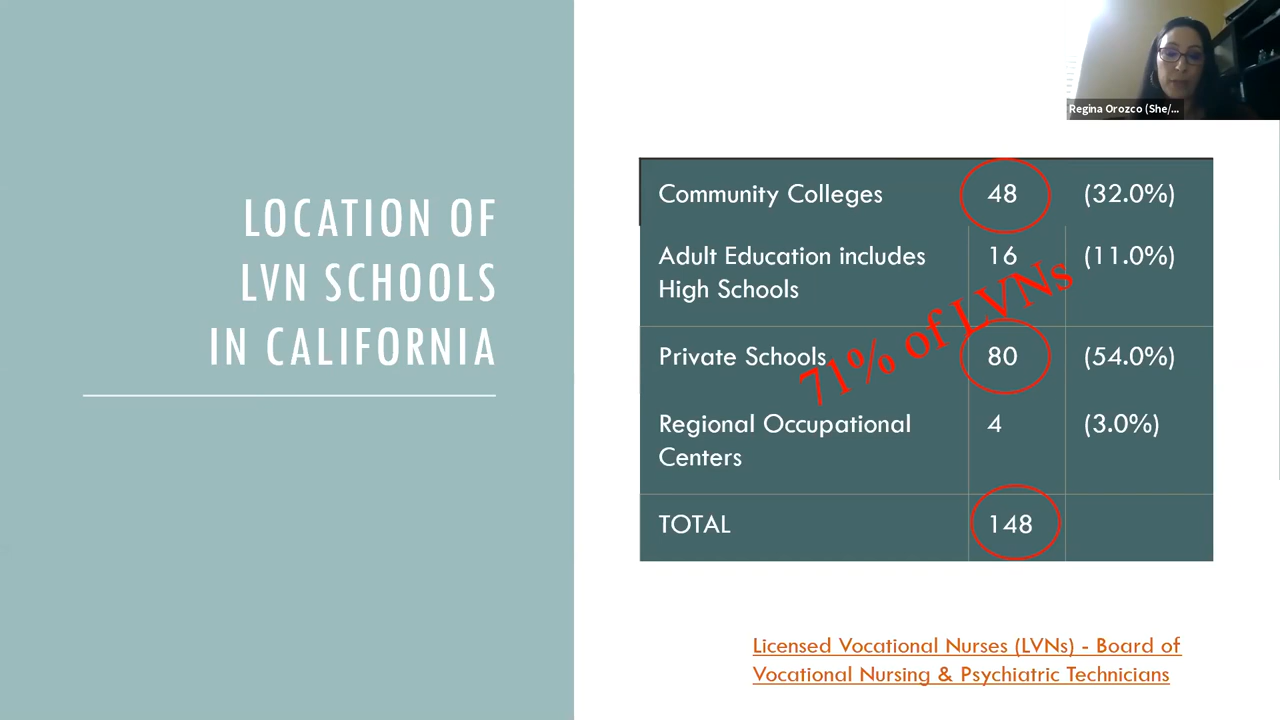 Regina Orozco (She/...
LOCATION OF
LVN SCHOOLS
IN CALIFORNIA
Community Colleges 48 (32.0%)
Adult Education includes 16 (11.0%)
High Schools
71% of LVNs
Private Schools 80 (54.0%)
Regional Occupational 4 (3.0%)
Centers
TOTAL 148
Licensed Vocational Nurses (LVNs) - Board of
Vocational Nursing & Psychiatric Technicians